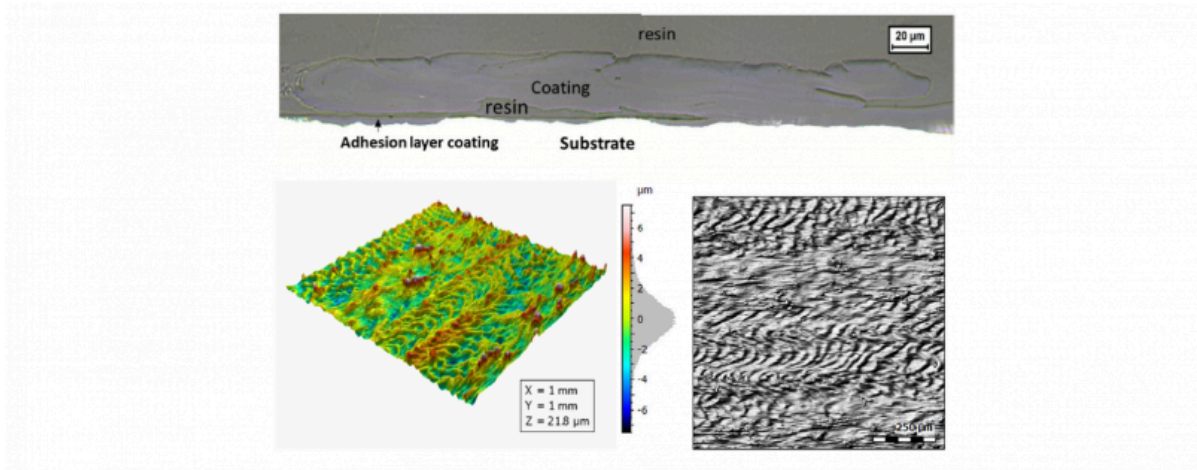 resin
20 µm
Coating
resin
Adhesion layer coating
Substrate
µm
6
4
2
0
-2
-4
-6
X = 1 mm
Y = 1 mm
Z = 21.8 µm
250 µm